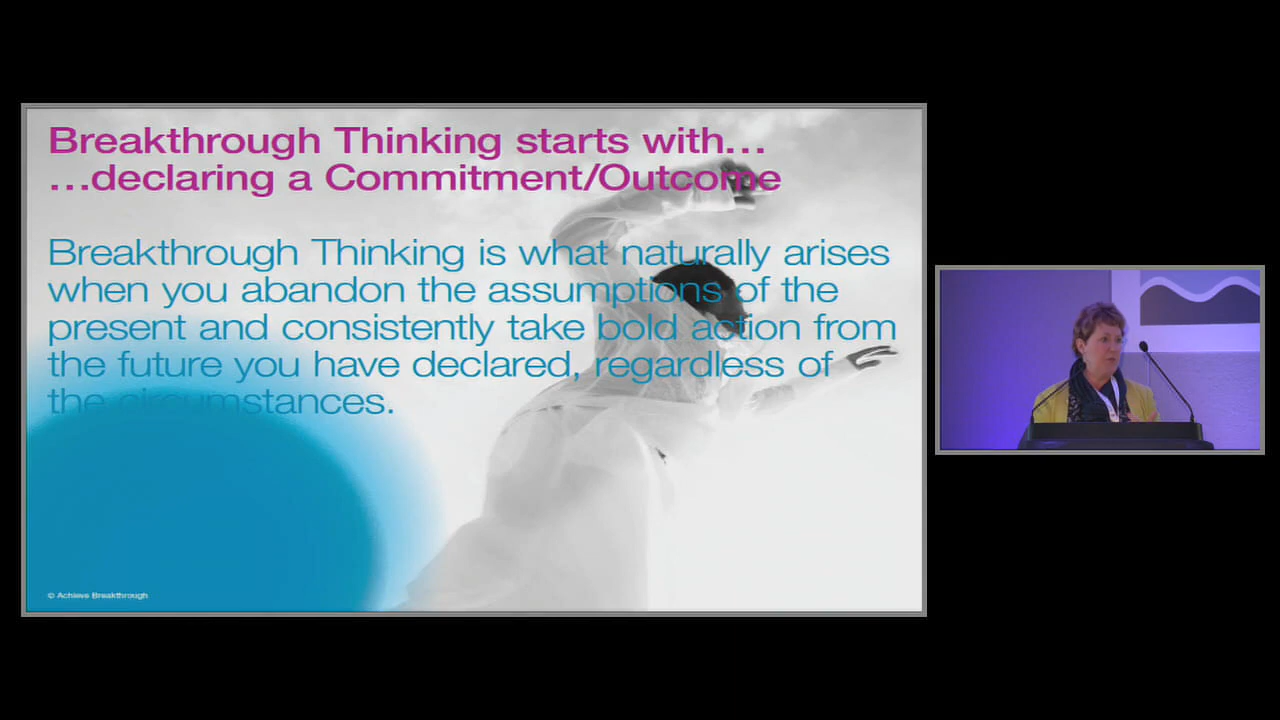 Breakthrough Thinking starts with…
…declaring a Commitment/Outcome
Breakthrough Thinking is what naturally arises
when you abandon the assumptions of the
present and consistently take bold action from
the future you have declared, regardless of
the circumstances.
© Achieve Breakthrough